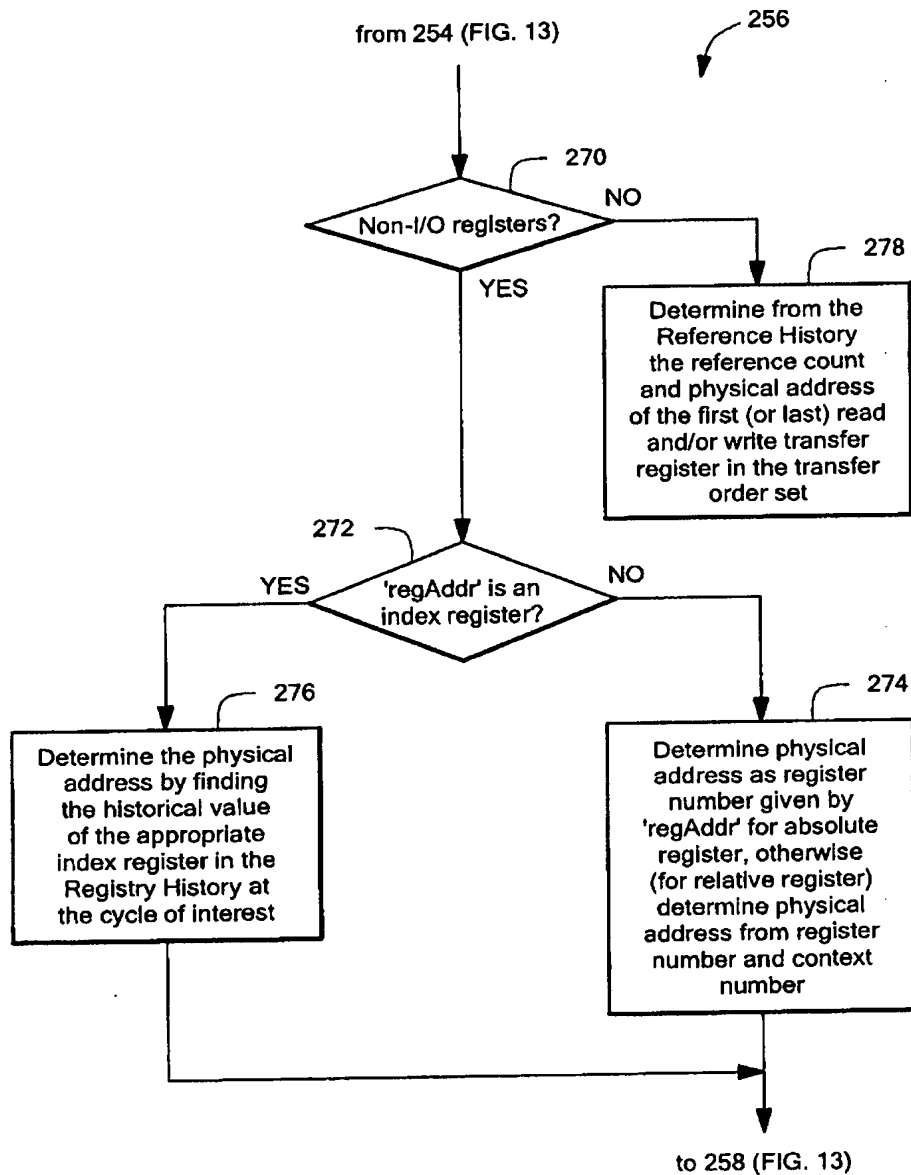 from 254 (FIG. 13)
256
270
Non-I/O registers?
NO
YES
278
Determine from the
Reference History
the reference count
and physical address
of the first (or last) read
and/or write transfer
register in the transfer
order set
272
YES
'regAddr' is an
index register?
NO
276
Determine the physical
address by finding
the historical value
of the appropriate
index register in the
Registry History at
the cycle of interest
274
Determine physical
address as register
number given by
'regAddr' for absolute
register, otherwise
(for relative register)
determine physical
address from register
number and context
number
to 258 (FIG. 13)